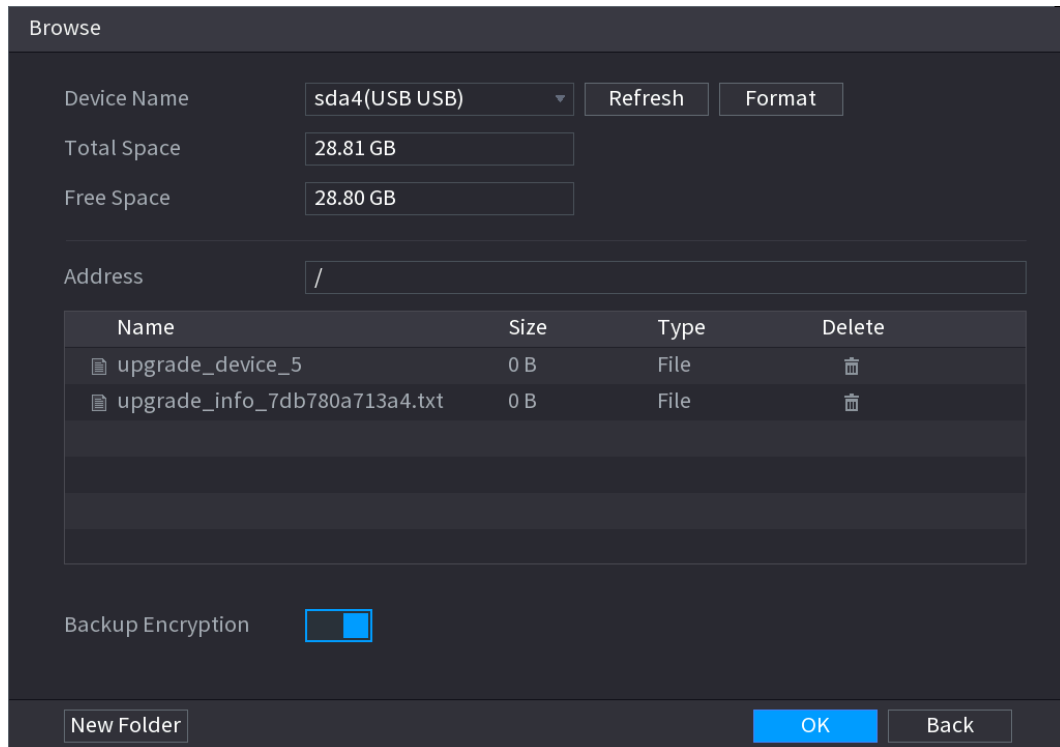 Browse
Device Name sda4(USB USB) Refresh Format
Total Space 28.81 GB
Free Space 28.80 GB
Address /
Name Size Type Delete
upgrade_device_5 0 B File
upgrade_info_7db780a713a4.txt 0 B File
Backup Encryption
New Folder OK Back